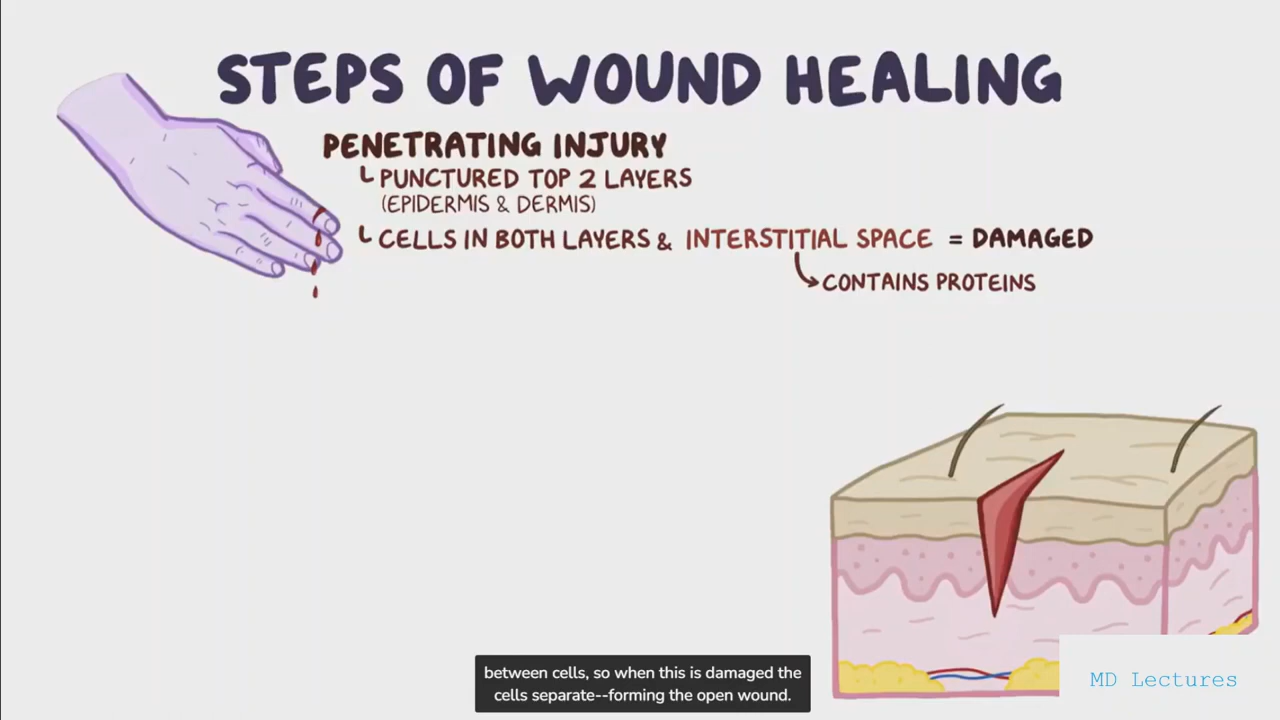 STEPS OF WOUND HEALING
PENETRATING INJURY
PUNCTURED TOP 2 LAYERS
(EPIDERMIS & DERMIS)
CELLS IN BOTH LAYERS & INTERSTITIAL SPACE = DAMAGED
CONTAINS PROTEINS
between cells, so when this is damaged the
cells separate--forming the open wound.
MD Lectures